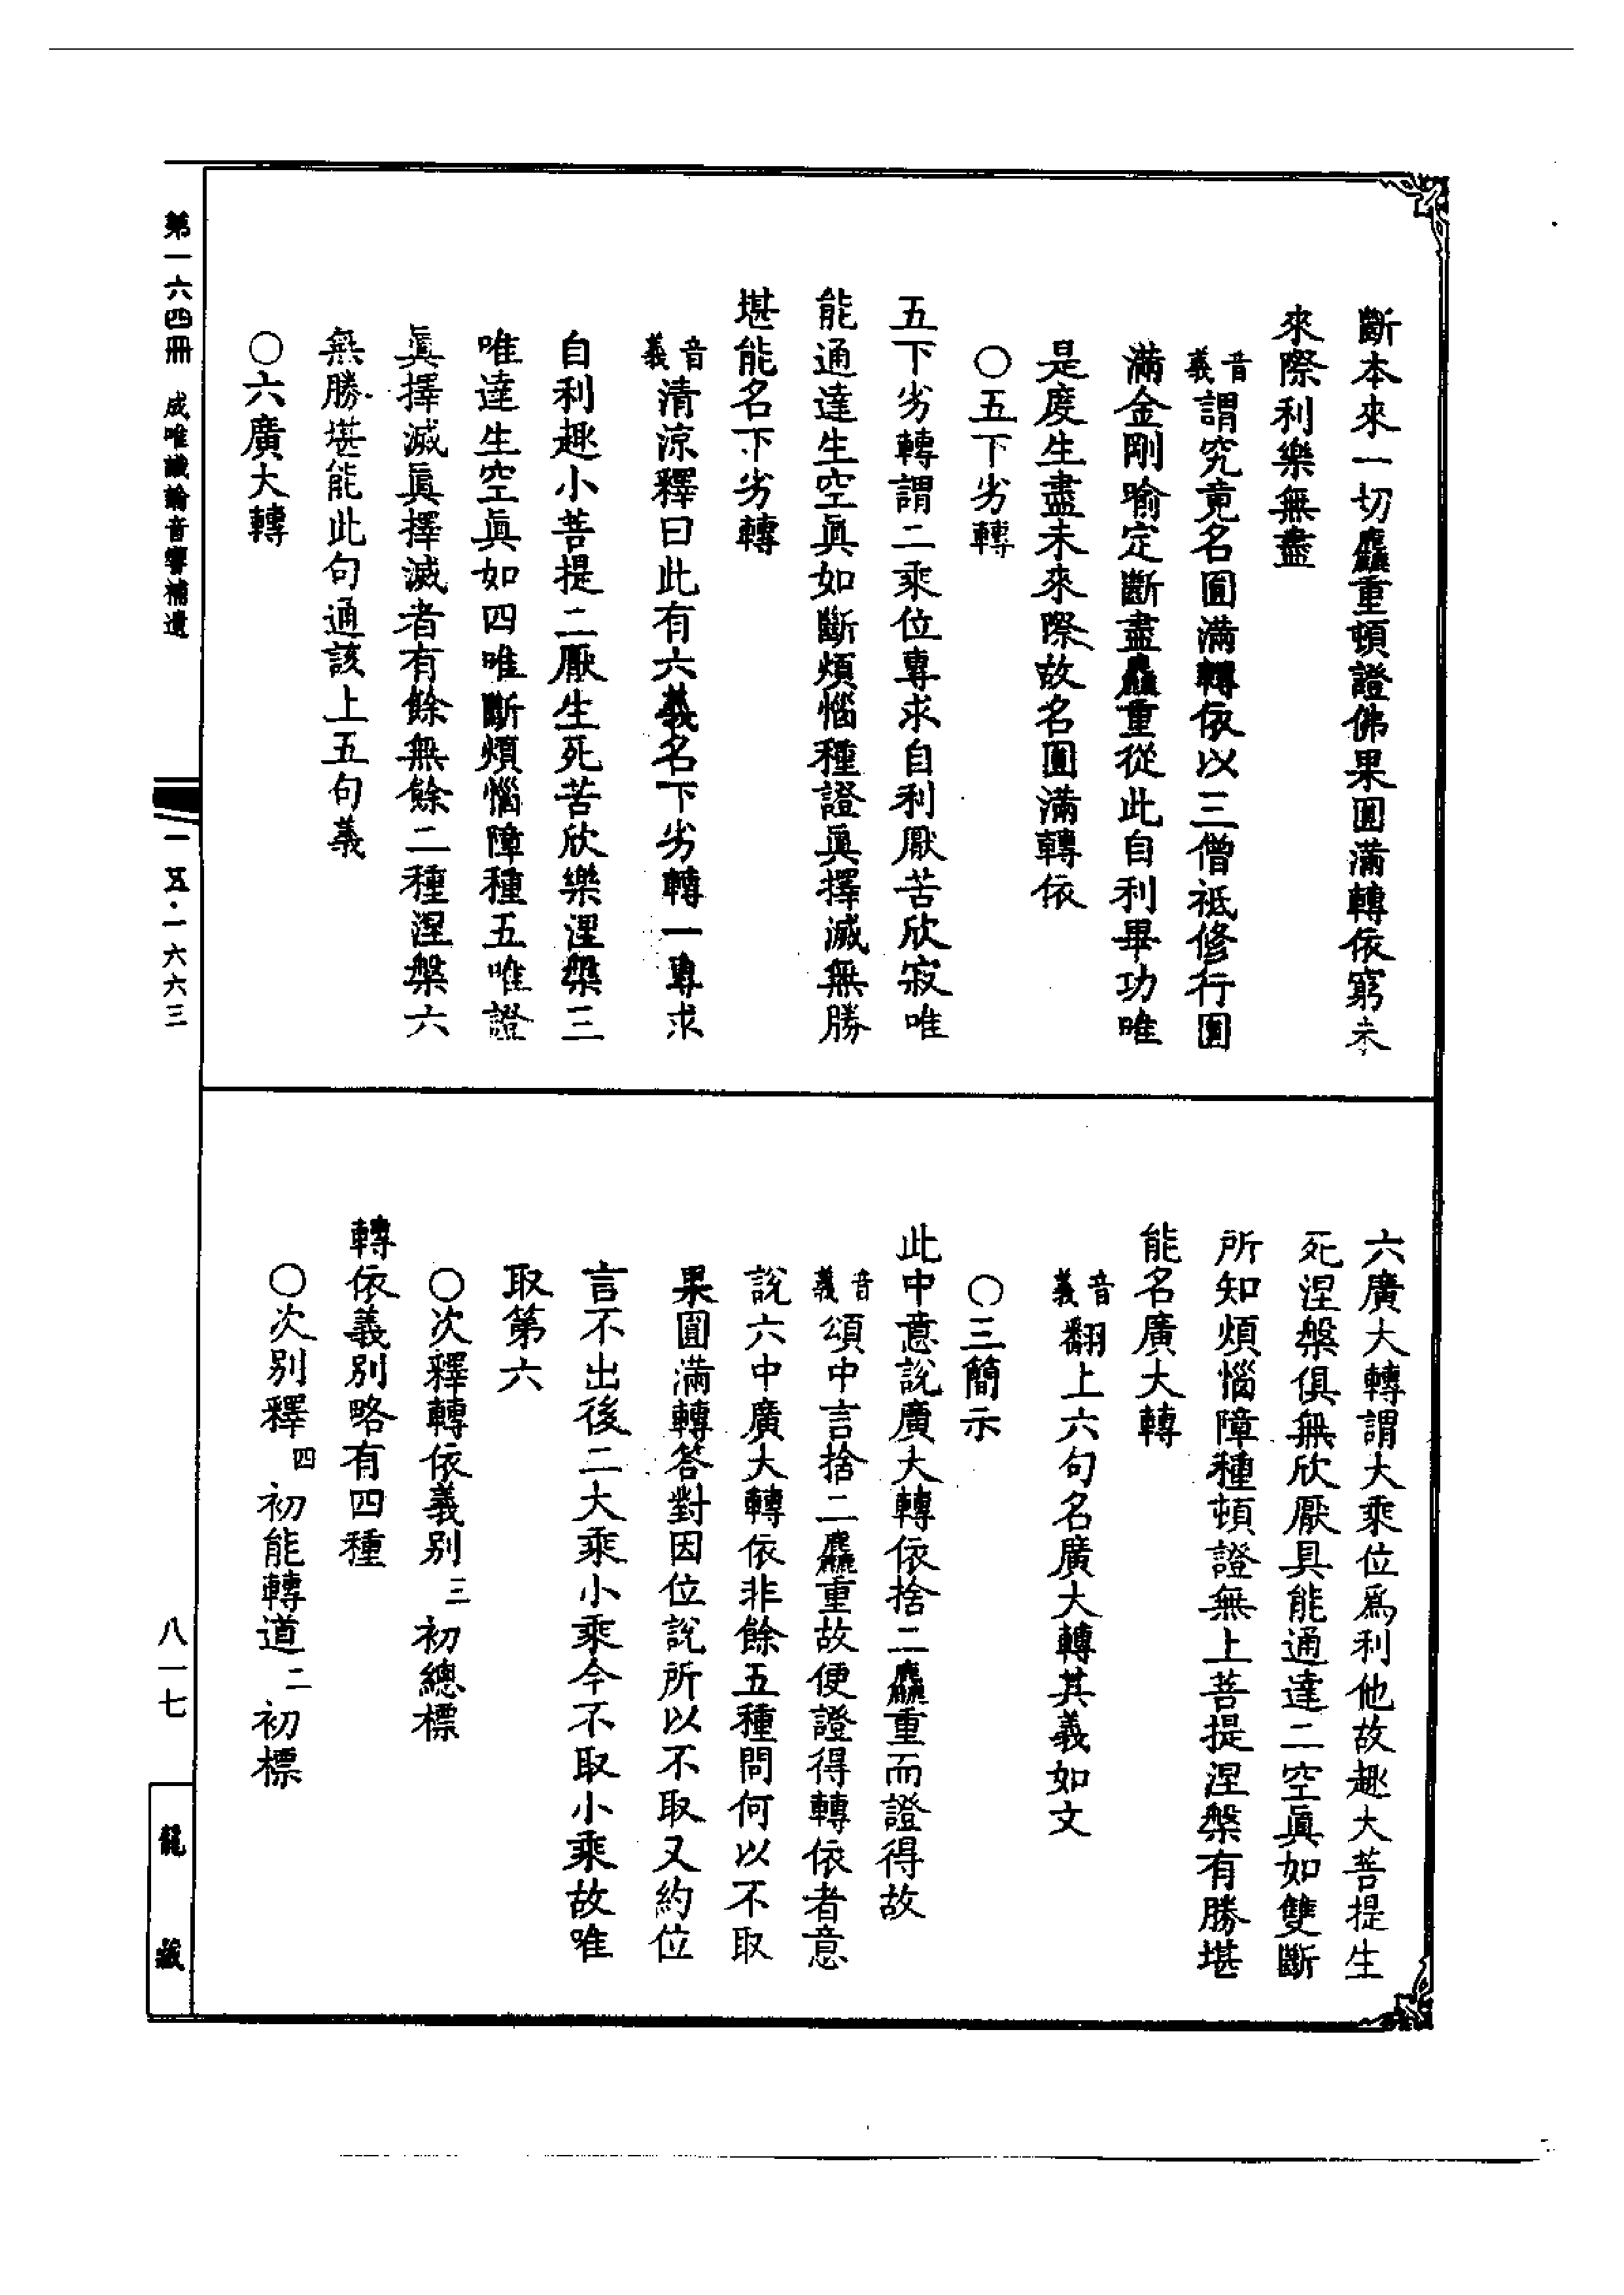 斷本來一切麤重頓證佛果圓滿轉依窮未
來際利樂無盡
音義謂究竟名圓滿轉依以三僧祇修行圓
滿金剛喻定斷盡麤重從此自利畢功唯
是度生盡未來際故名圓滿轉依
〇五下劣轉
五下劣轉謂二乘位專求自利厭苦欣寂唯
能通達生空眞如斷煩惱種證眞擇滅無勝
堪能名下劣轉
音義清涼釋曰此有六義名下劣轉一專求
自利趣小菩提二厭生死苦欣樂涅槃三
唯達生空眞如四唯斷煩惱障種五唯證
眞擇滅眞擇滅者有餘無餘二種涅槃六
無勝堪能此句通該上五句義
〇六廣大轉
六廣大轉謂大乘位爲利他故趣大菩提生
死涅槃俱無欣厭具能通達二空眞如雙斷
所知煩惱障種頓證無上菩提涅槃有勝堪
能名廣大轉
音義翻上六句名廣大轉其義如文
〇三簡示
此中意說廣大轉依捨二麤重而證得故
音義頌中言捨二麤重故便證得轉依者意
說六中廣大轉依非餘五種問何以不取
果圓滿轉答對因位說所以不取又約位
言不出後二大乘小乘今不取小乘故唯
取第六
〇次釋轉依義別三初總標
轉依義別略有四種
〇次別釋四初能轉道二初標
第一六四冊 成唯識論音響補遺
一五·一六六三
八一七
龍藏